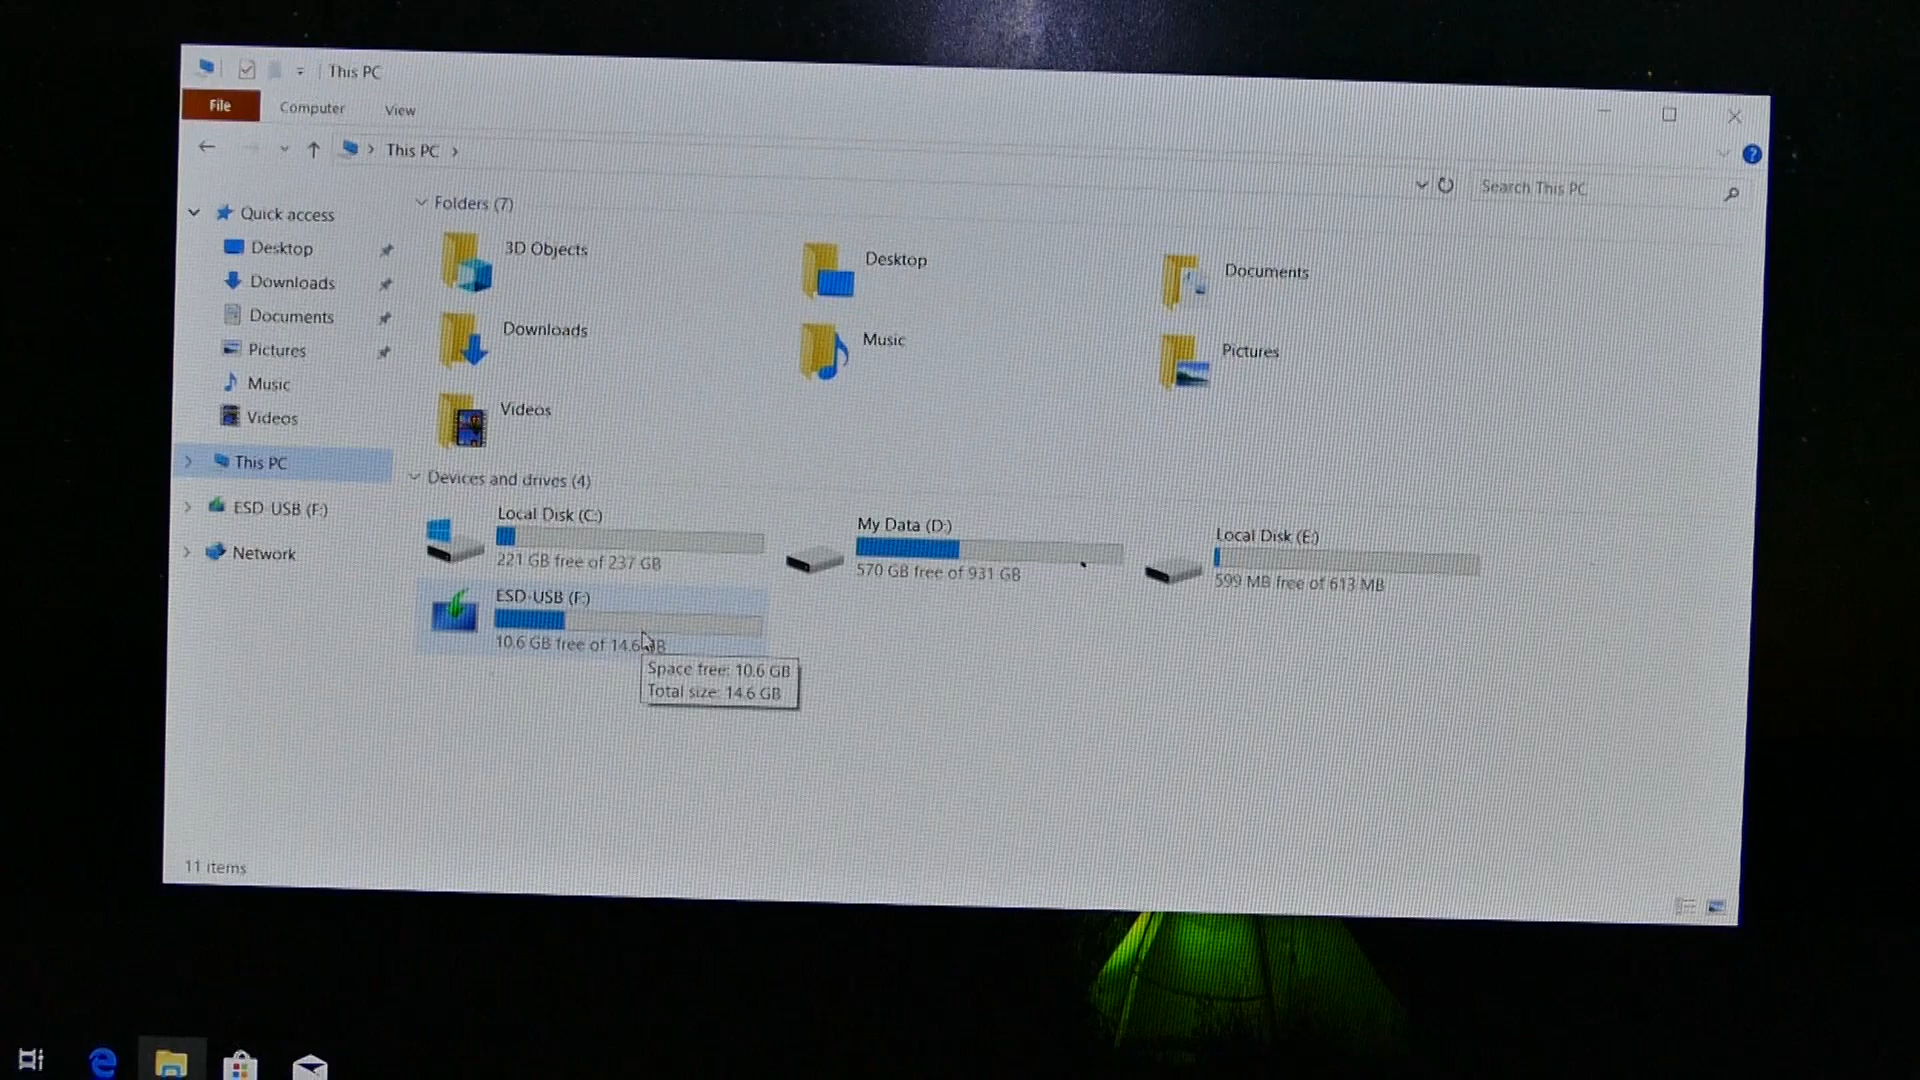 This PC
File Computer View
This PC
Search This PC
Quick access
Desktop
Downloads
Documents
Pictures
Music
Videos
This PC
ESD-USB (F:)
Network
Folders (7)
3D Objects
Desktop
Documents
Downloads
Music
Pictures
Videos
Devices and drives (4)
Local Disk (C:)
221 GB free of 237 GB
My Data (D:)
570 GB free of 931 GB
Local Disk (E:)
599 MB free of 613 MB
ESD-USB (F:)
10.6 GB free of 14.6 GB
Space free: 10.6 GB
Total size: 14.6 GB
11 items